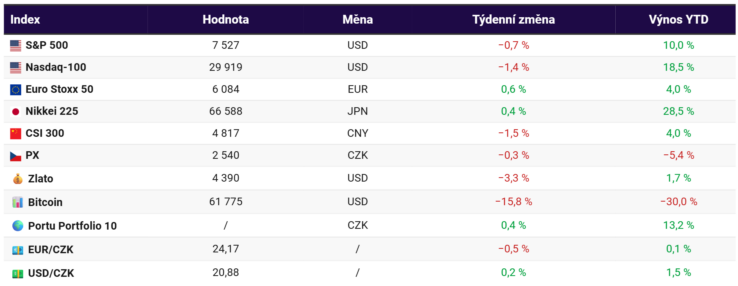 Index Hodnota Měna Týdenní změna Výnos YTD
S&P 500 7 527 USD −0,7 % 10,0 %
Nasdaq-100 29 919 USD −1,4 % 18,5 %
Euro Stoxx 50 6 084 EUR 0,6 % 4,0 %
Nikkei 225 66 588 JPN 0,4 % 28,5 %
CSI 300 4 817 CNY −1,5 % 4,0 %
PX 2 540 CZK −0,3 % −5,4 %
Zlato 4 390 USD −3,3 % 1,7 %
Bitcoin 61 775 USD −15,8 % −30,0 %
Portu Portfolio 10 / CZK 0,4 % 13,2 %
EUR/CZK 24,17 / −0,5 % 0,1 %
USD/CZK 20,88 / 0,2 % 1,5 %